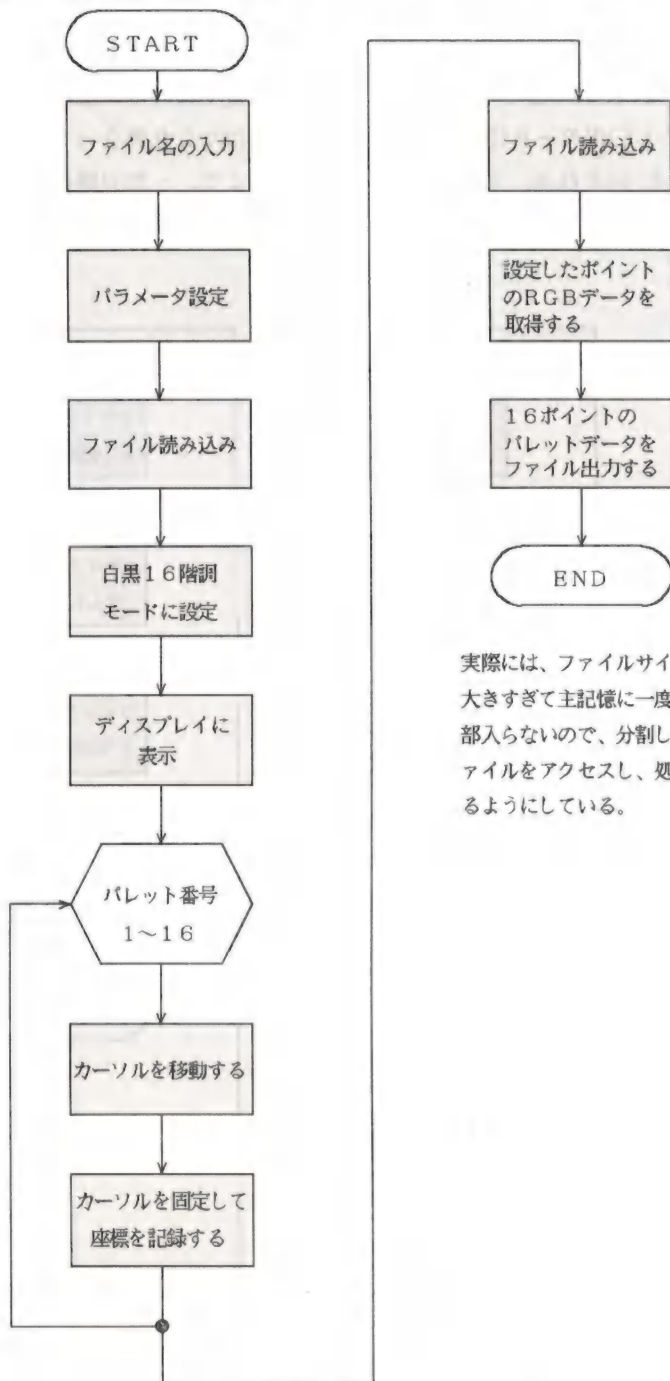 START
ファイル名の入力
パラメータ設定
ファイル読み込み
白黒16階調
モードに設定
ディスプレイに
表示
パレット番号
1~16
カーソルを移動する
カーソルを固定して
座標を記録する
ファイル読み込み
設定したポイント
のRGBデータを
取得する
16ポイントの
パレットデータを
ファイル出力する
END
実際には、ファイルサイ
大きすぎて主記憶に一度
部入らないので、分割し
ァイルをアクセスし、処
るようにしている。